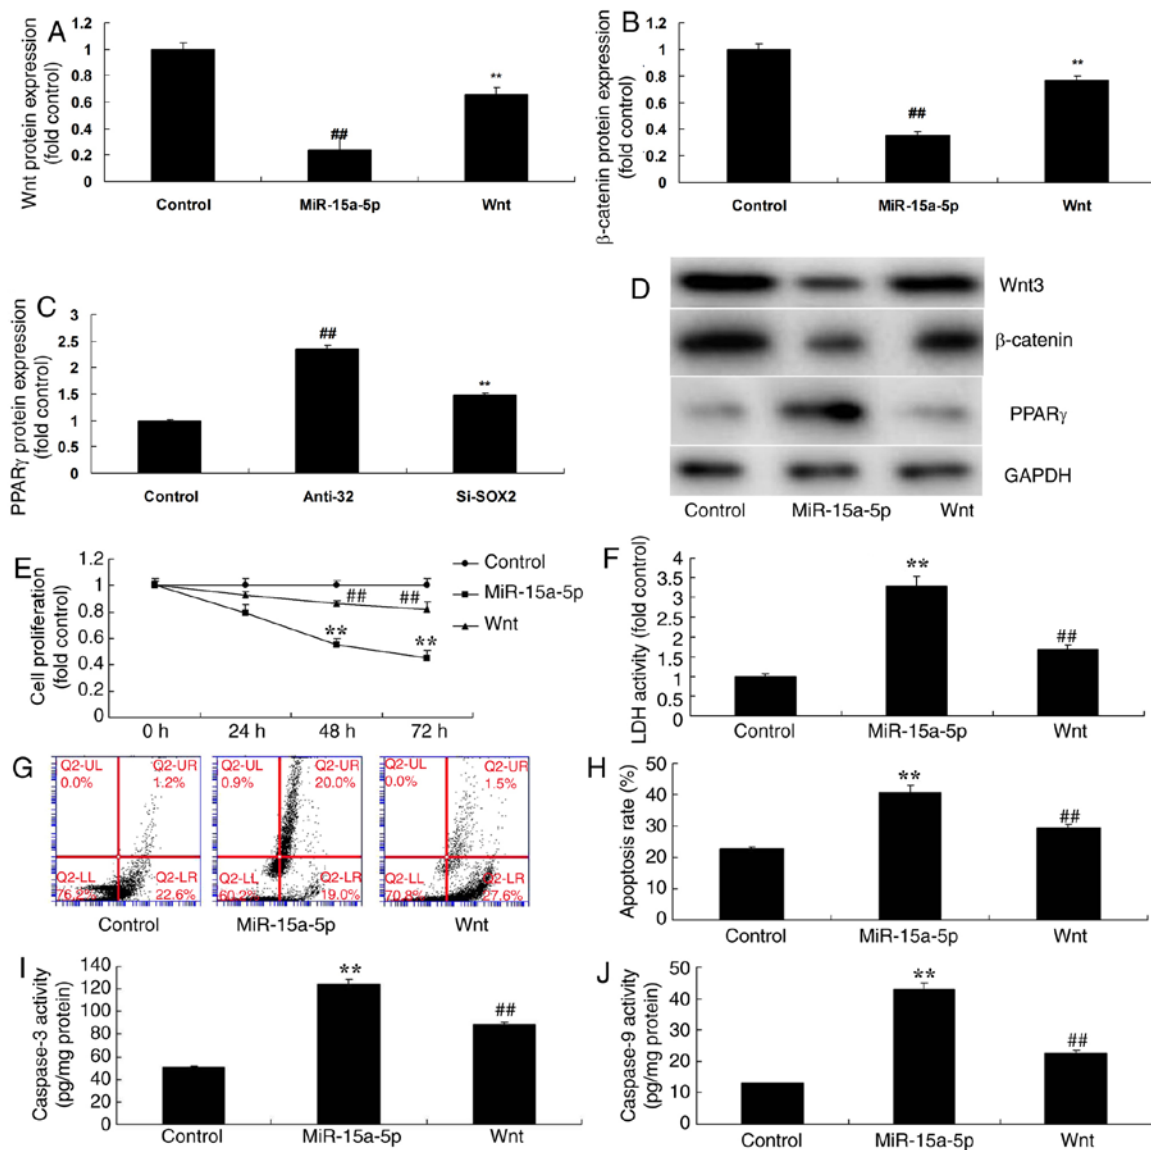 A
Wnt protein expression
(fold control)
1.2
1
0.8
0.6
0.4
0.2
0
##
**
Control MiR-15a-5p Wnt
B
β-catenin protein expression
(fold control)
1.2
1
0.8
0.6
0.4
0.2
0
##
**
Control MiR-15a-5p Wnt
C
PPARγ protein expression
(fold control)
3
2.5
2
1.5
1
0.5
0
##
**
Control Anti-32 Si-SOX2
D
Wnt3
β-catenin
PPARγ
GAPDH
Control MiR-15a-5p Wnt
E
Cell proliferation
(fold control)
1.2
1
0.8
0.6
0.4
0.2
0
## ##
** **
Control
MiR-15a-5p
Wnt
0 h 24 h 48 h 72 h
F
LDH activity (fold control)
4
3.5
3
2.5
2
1.5
1
0.5
0
**
##
Control MiR-15a-5p Wnt
G
Q2-UL Q2-UR
0.0% 1.2%
Q2-LL Q2-LR
22.6%
Control
Q2-UL Q2-UR
0.9% 20.0%
Q2-LL Q2-LR
19.0%
MiR-15a-5p
Q2-UL Q2-UR
0.0% 1.5%
Q2-LL Q2-LR
70.8% 27.6%
Wnt
H
Apoptosis rate (%)
50
40
30
20
10
0
**
##
Control MiR-15a-5p Wnt
I
Caspase-3 activity
(pg/mg protein)
140
120
100
80
60
40
20
0
**
##
Control MiR-15a-5p Wnt
J
Caspase-9 activity
(pg/mg protein)
50
40
30
20
10
0
**
##
Control MiR-15a-5p Wnt